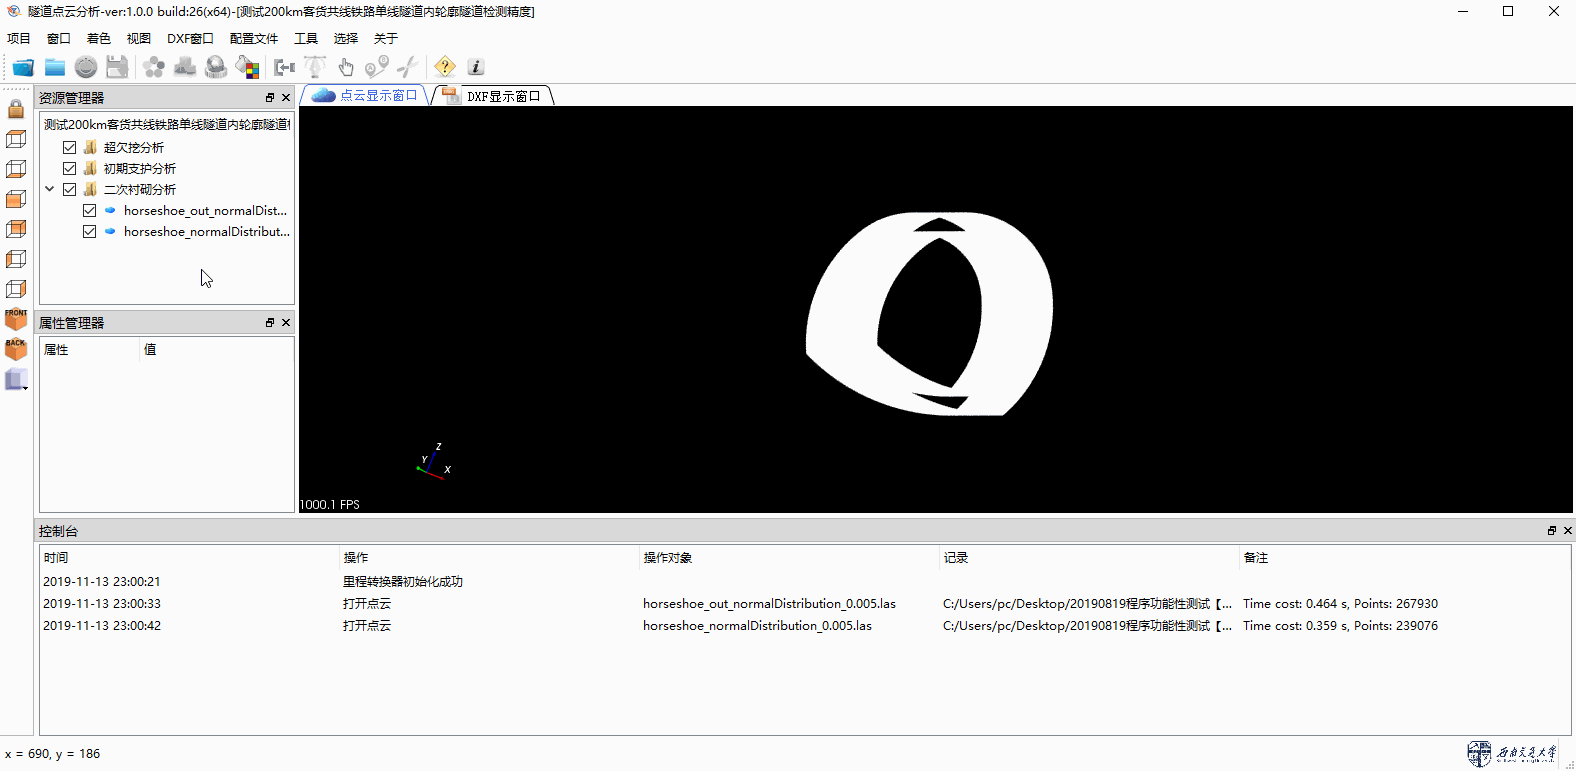 隧道点云分析-ver:1.0.0 build:26(x64)-[测试200km客货共线铁路单线隧道内轮廓隧道检测精度]
项目 窗口 着色 视图 DXF窗口 配置文件 工具 选择 关于
资源管理器
点云显示窗口 DXF显示窗口
测试200km客货共线铁路单线隧道内轮廓隧道
超欠挖分析
初期支护分析
二次衬砌分析
horseshoe_out_normalDist...
horseshoe_normalDistribut...
FRONT
BACK
属性管理器
属性 值
Z
Y
X
1000.1 FPS
控制台
时间 操作 操作对象 记录 备注
2019-11-13 23:00:21 里程转换器初始化成功
2019-11-13 23:00:33 打开点云 horseshoe_out_normalDistribution_0.005.las C:/Users/pc/Desktop/20190819程序功能性测试【... Time cost: 0.464 s, Points: 267930
2019-11-13 23:00:42 打开点云 horseshoe_normalDistribution_0.005.las C:/Users/pc/Desktop/20190819程序功能性测试【... Time cost: 0.359 s, Points: 239076
x = 690, y = 186
西南交通大学